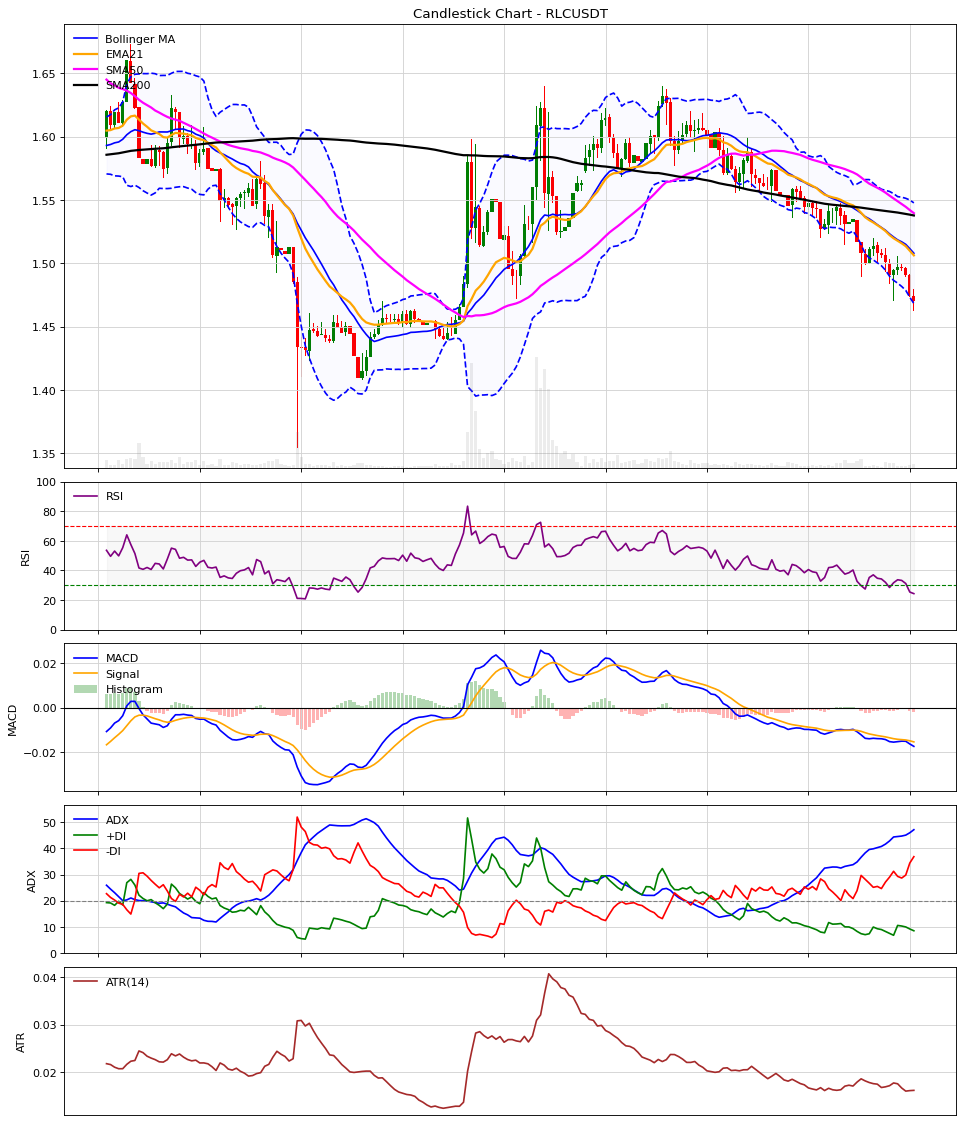 Candlestick Chart - RLCUSDT
Bollinger MA
EMA21
SMA50
SMA200
1.65
1.60
1.55
1.50
1.45
1.40
1.35
RSI
RSI
100
80
60
40
20
0
MACD
Signal
Histogram
MACD
0.02
0.00
−0.02
ADX
+DI
-DI
ADX
50
40
30
20
10
0
ATR(14)
ATR
0.04
0.03
0.02